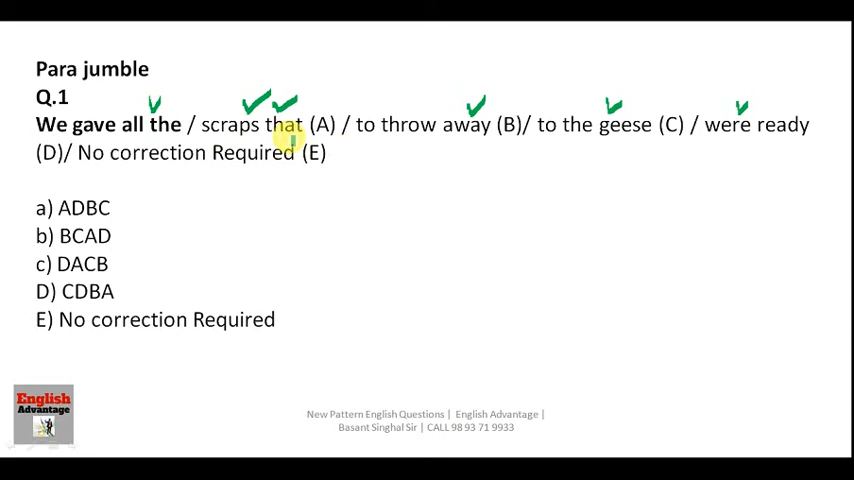 Para jumble
Q.1
We gave all the / scraps that (A) / to throw away (B)/ to the geese (C) / were ready
(D)/ No correction Required (E)
a) ADBC
b) BCAD
c) DACB
D) CDBA
E) No correction Required
English
Advantage
New Pattern English Questions | English Advantage |
Basant Singhal Sir | CALL 98 93 71 9933